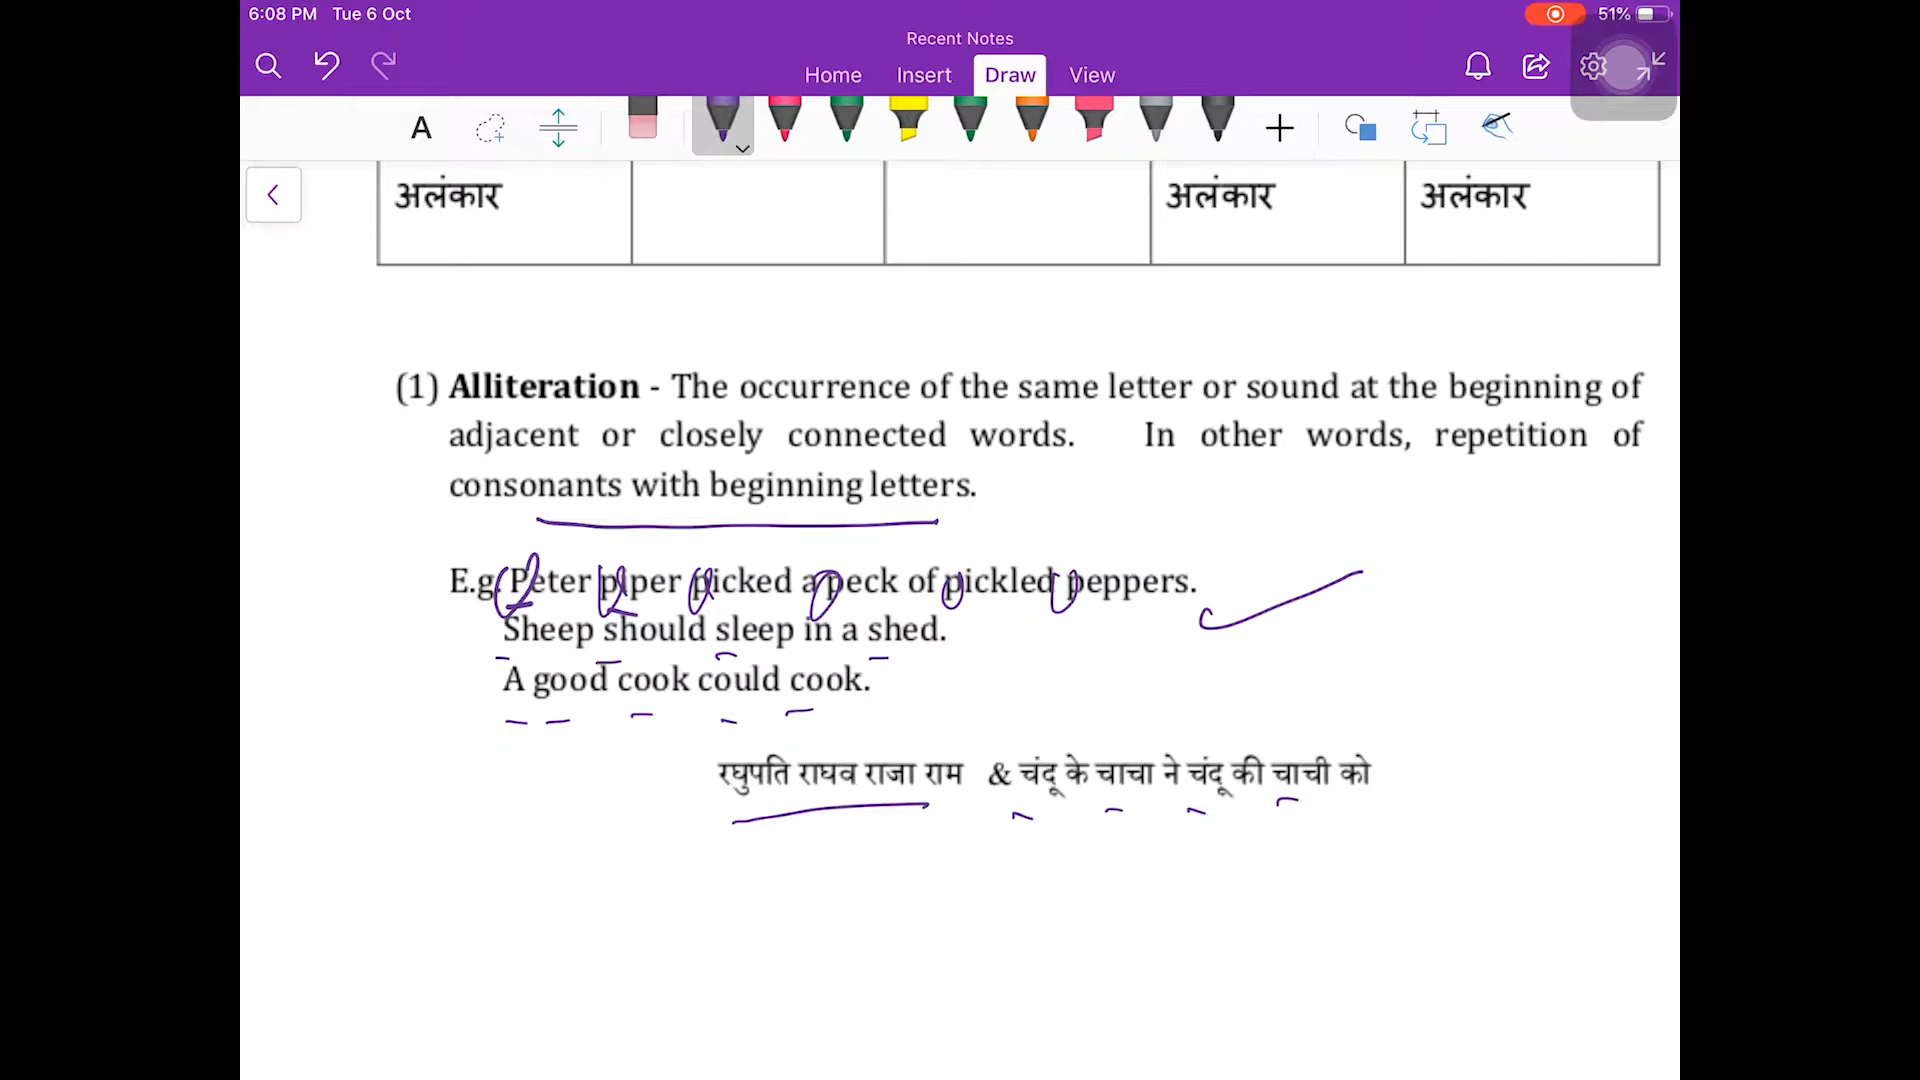 6:08 PM Tue 6 Oct 51%
Recent Notes
Home Insert Draw View
A
अलंकार अलंकार अलंकार
(1) Alliteration - The occurrence of the same letter or sound at the beginning of
adjacent or closely connected words. In other words, repetition of
consonants with beginning letters.
E.g. Peter piper picked a peck of pickled peppers.
Sheep should sleep in a shed.
A good cook could cook.
रघुपति राघव राजा राम & चंदू के चाचा ने चंदू की चाची को